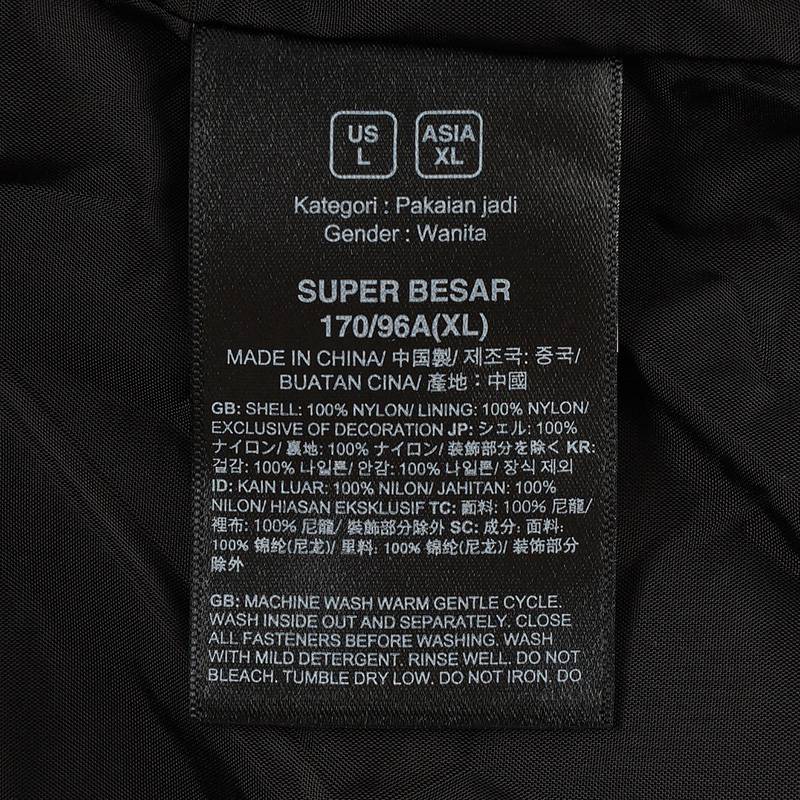 US ASIA
L XL
Kategori : Pakaian jadi
Gender : Wanita
SUPER BESAR
170/96A(XL)
MADE IN CHINA/ 中国製/ 제조국: 중국/
BUATAN CINA/ 產地：中國
GB: SHELL: 100% NYLON/ LINING: 100% NYLON/
EXCLUSIVE OF DECORATION JP: シェル: 100%
ナイロン/ 裏地: 100% ナイロン/ 装飾部分を除く KR:
겉감: 100% 나일론/ 안감: 100% 나일론/ 장식 제외
ID: KAIN LUAR: 100% NILON/ JAHITAN: 100%
NILON/ HIASAN EKSKLUSIF TC: 面料: 100% 尼龍/
裡布: 100% 尼龍/ 裝飾部分除外 SC: 成分: 面料:
100% 锦纶(尼龙)/ 里料: 100% 锦纶(尼龙)/ 装饰部分
除外
GB: MACHINE WASH WARM GENTLE CYCLE.
WASH INSIDE OUT AND SEPARATELY. CLOSE
ALL FASTENERS BEFORE WASHING. WASH
WITH MILD DETERGENT. RINSE WELL. DO NOT
BLEACH. TUMBLE DRY LOW. DO NOT IRON. DO